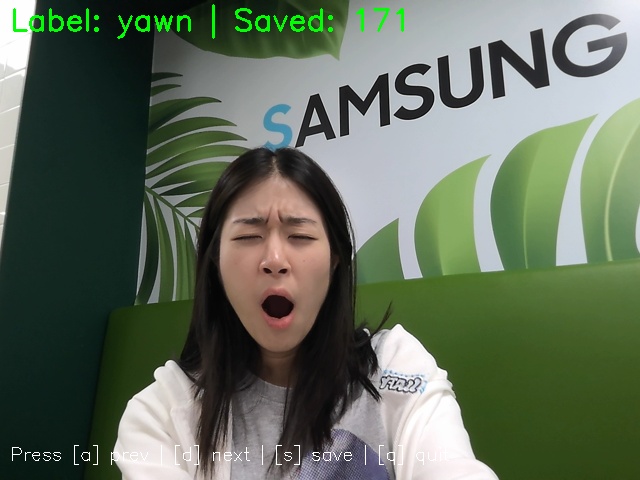 Label: yawn | Saved: 171
SAMSUNG
Press [a] prev | [d] next | [s] save | [q] quit